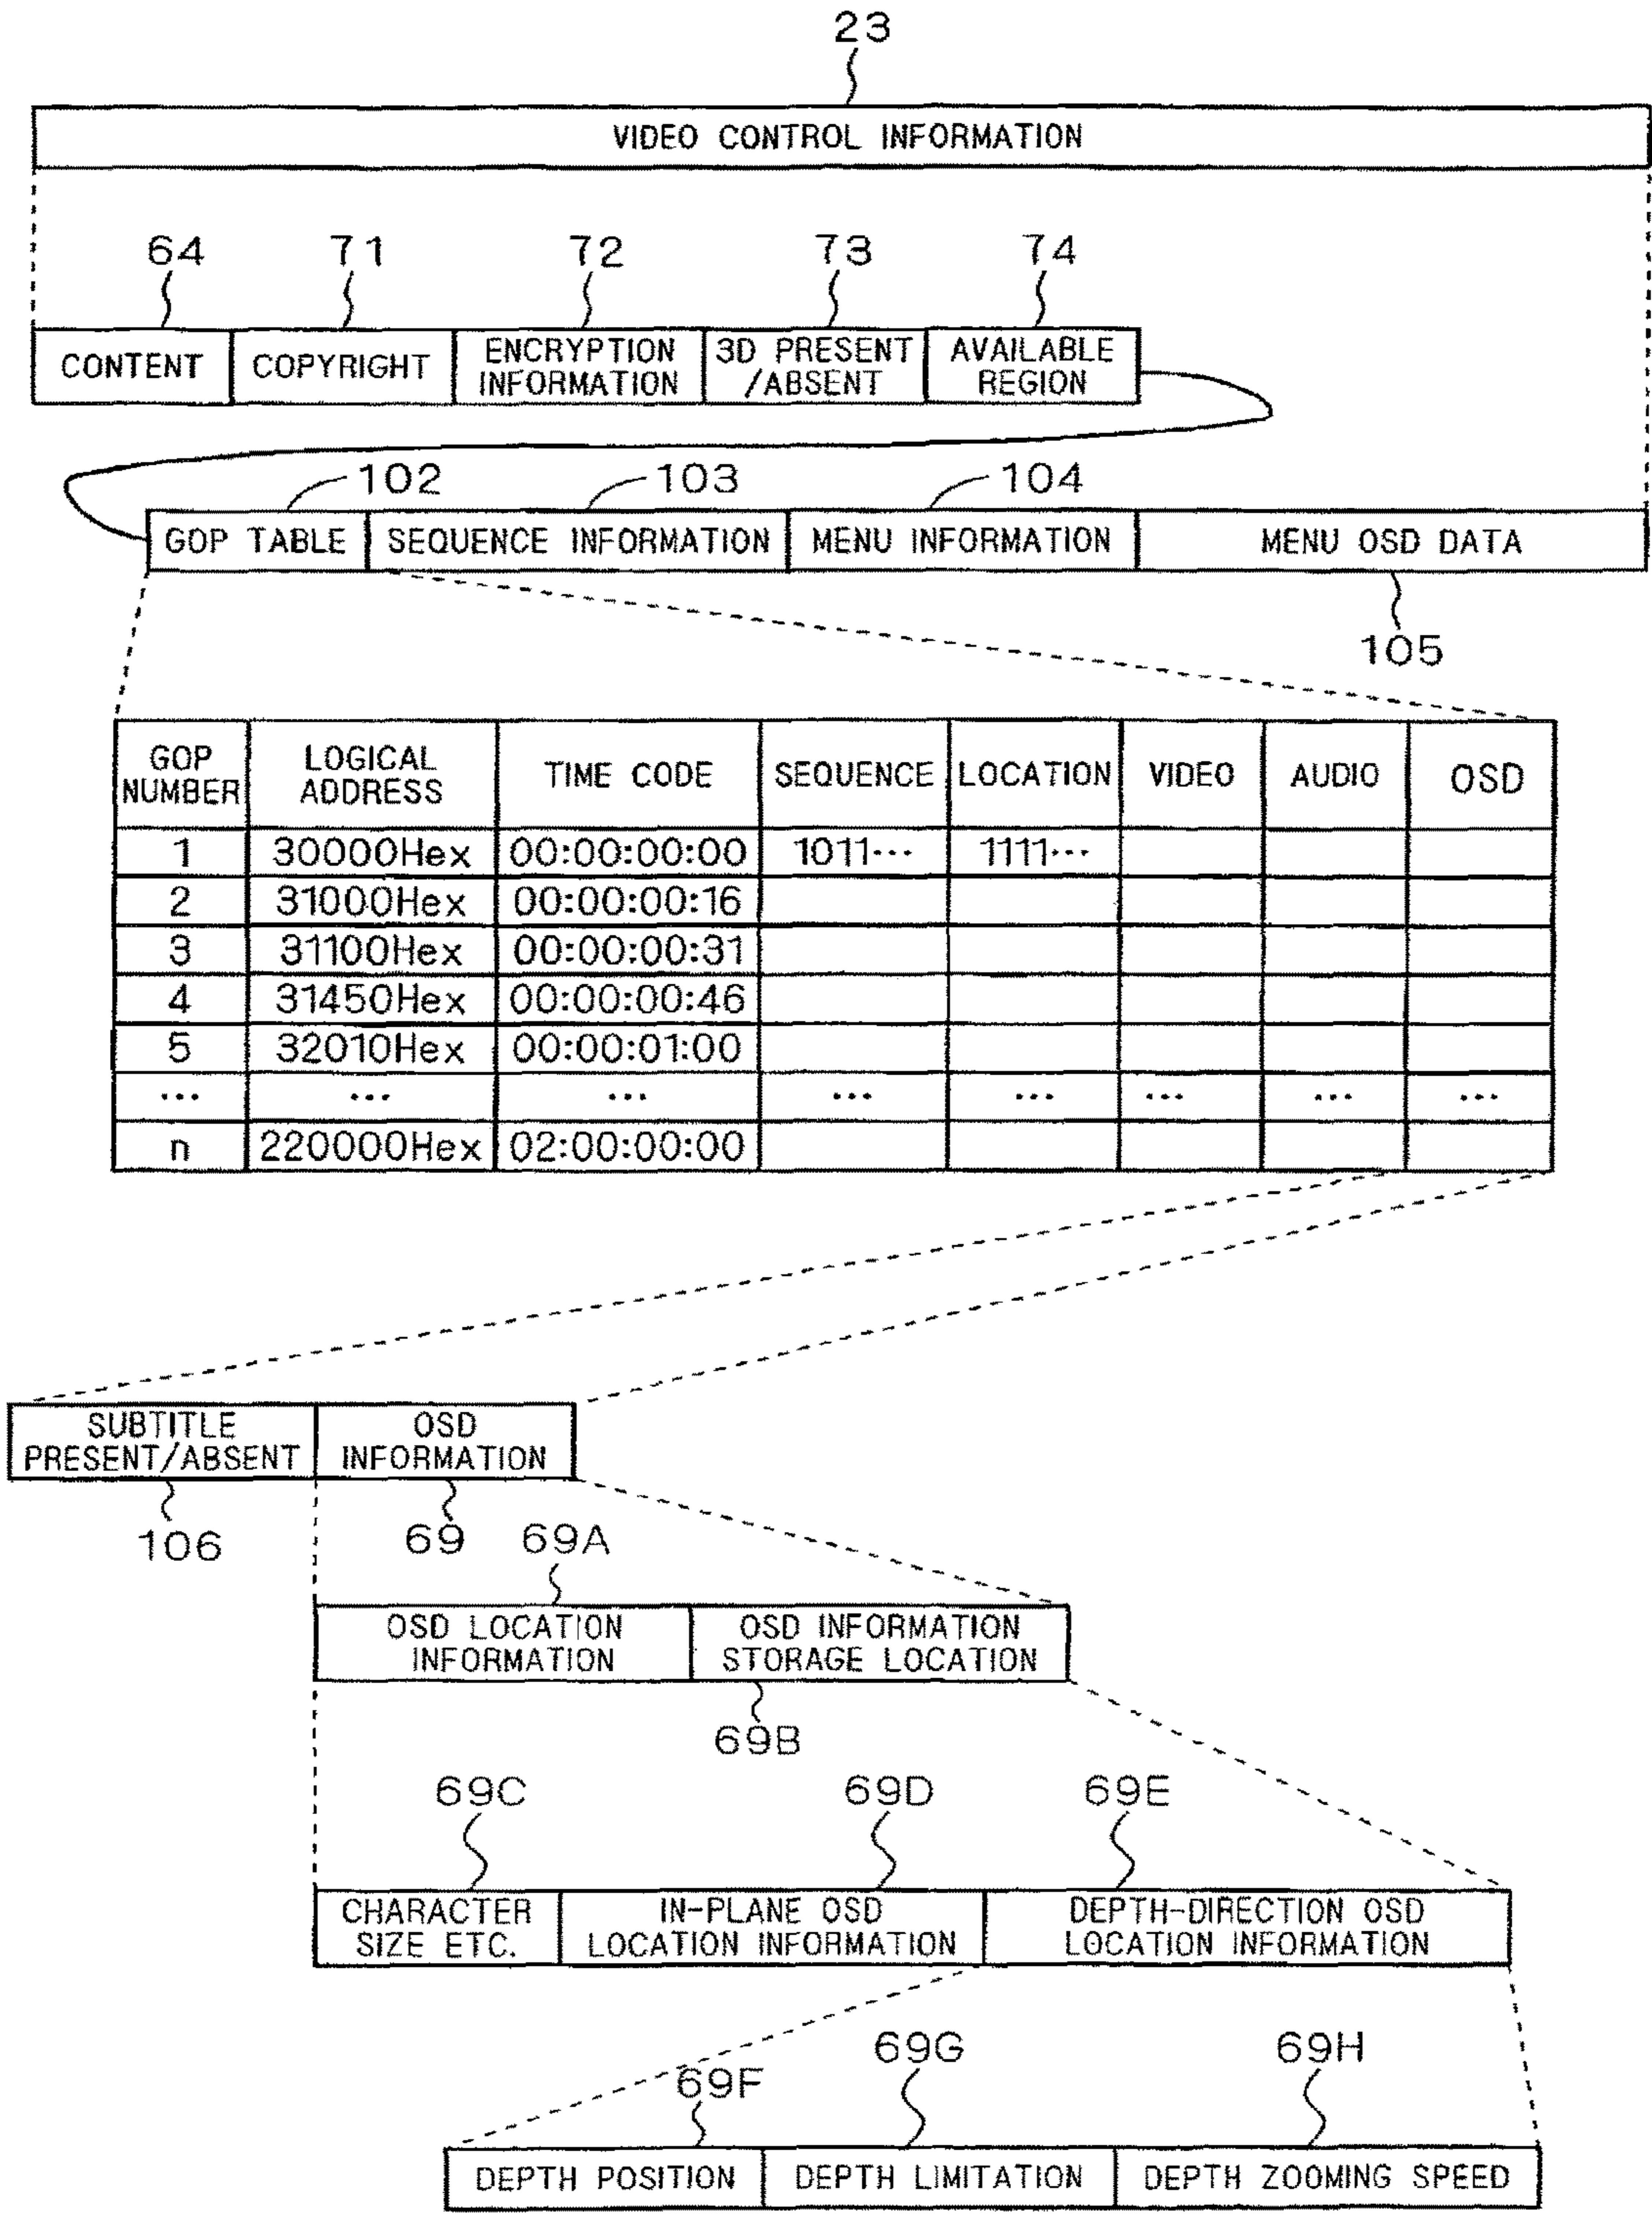 23
VIDEO CONTROL INFORMATION
64 71 72 73 74
CONTENT COPYRIGHT ENCRYPTION INFORMATION 3D PRESENT /ABSENT AVAILABLE REGION
102 103 104
GOP TABLE SEQUENCE INFORMATION MENU INFORMATION MENU OSD DATA
105
GOP NUMBER LOGICAL ADDRESS TIME CODE SEQUENCE LOCATION VIDEO AUDIO OSD
1 30000Hex 00:00:00:00 1011··· 1111···
2 31000Hex 00:00:00:16
3 31100Hex 00:00:00:31
4 31450Hex 00:00:00:46
5 32010Hex 00:00:01:00
··· ··· ··· ··· ··· ··· ··· ···
n 220000Hex 02:00:00:00
SUBTITLE PRESENT/ABSENT OSD INFORMATION
106 69 69A
OSD LOCATION INFORMATION OSD INFORMATION STORAGE LOCATION
69B
69C 69D 69E
CHARACTER SIZE ETC. IN-PLANE OSD LOCATION INFORMATION DEPTH-DIRECTION OSD LOCATION INFORMATION
69F 69G 69H
DEPTH POSITION DEPTH LIMITATION DEPTH ZOOMING SPEED